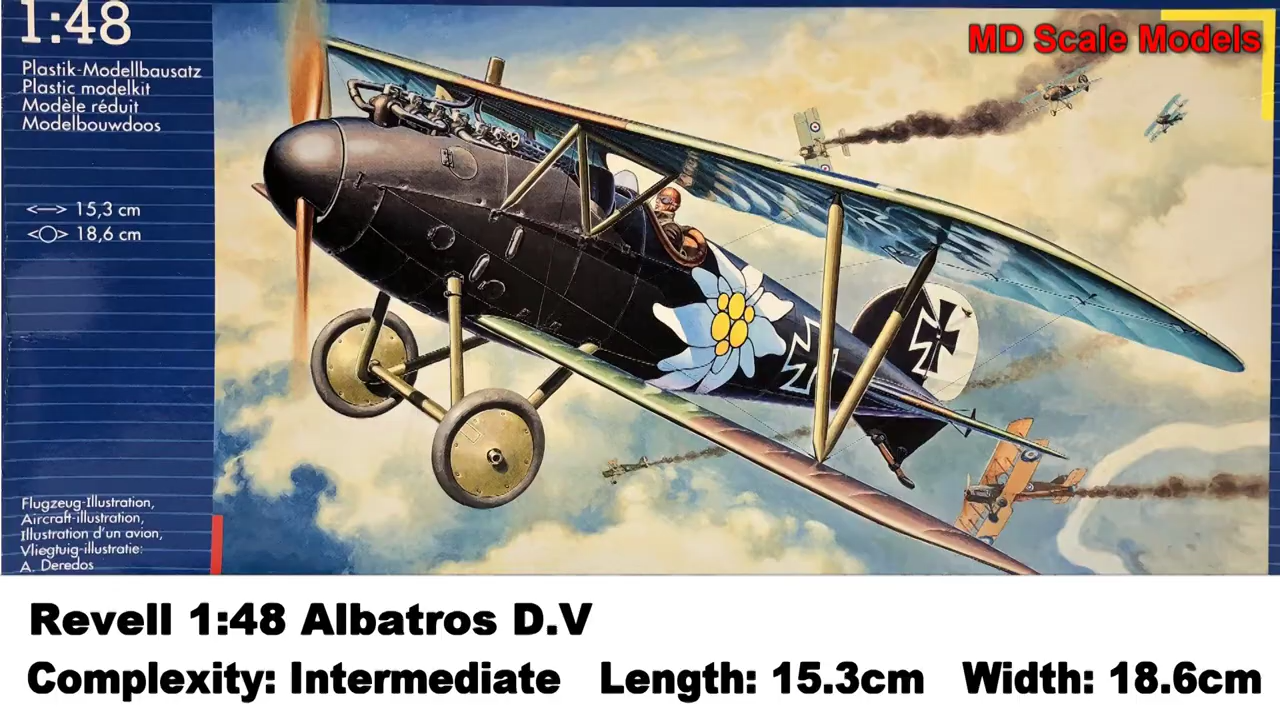 1:48
MD Scale Models
Plastik-Modellbausatz
Plastic modelkit
Modèle réduit
Modelbouwdoos
15,3 cm
18,6 cm
Flugzeug-Illustration,
Aircraft-illustration,
Illustration d'un avion,
Vliegtuig-illustratie:
A. Deredos
Revell 1:48 Albatros D.V
Complexity: Intermediate Length: 15.3cm Width: 18.6cm